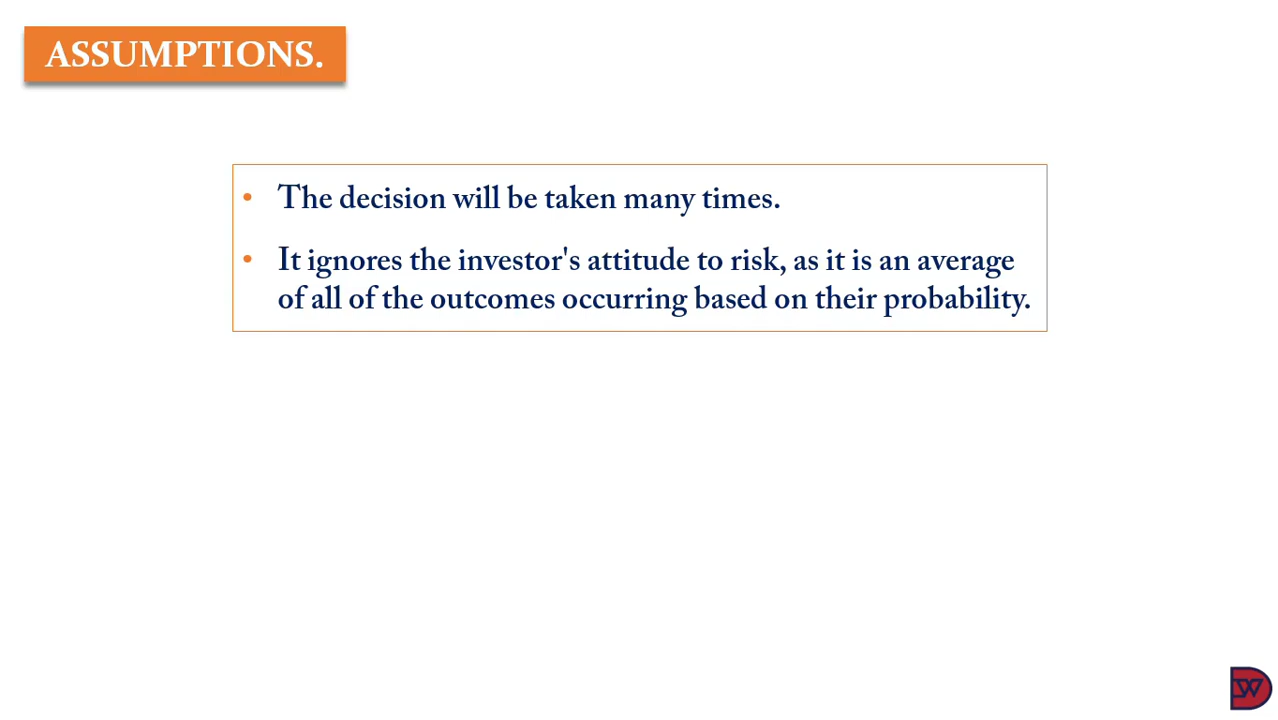 ASSUMPTIONS.
• The decision will be taken many times.
• It ignores the investor's attitude to risk, as it is an average
of all of the outcomes occurring based on their probability.
DW